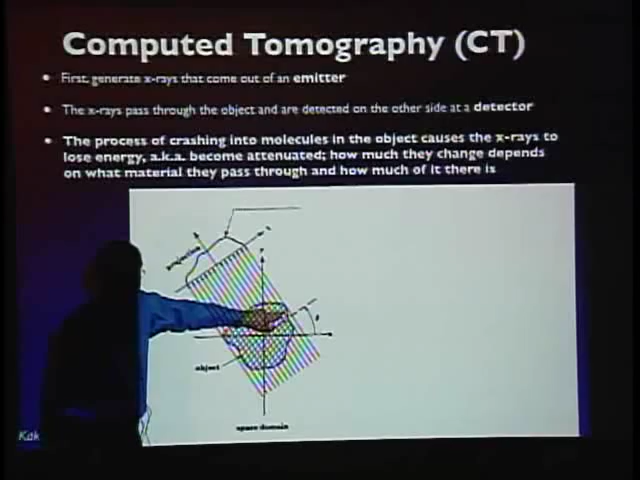 Computed Tomography (CT)
First, generate x-rays that come out of an emitter
The x-rays pass through the object and are detected on the other side at a detector
The process of crashing into molecules in the object causes the x-rays to
lose energy, a.k.a. become attenuated; how much they change depends
on what material they pass through and how much of it there is
projection
object
space domain
Kak